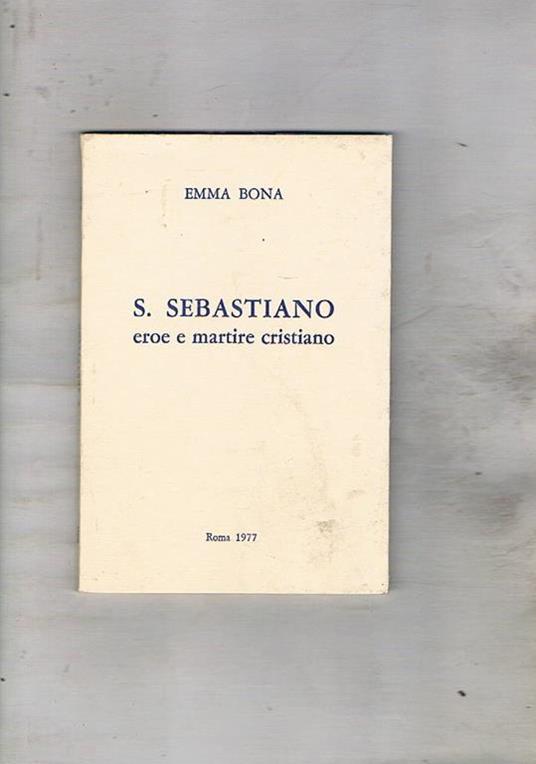 EMMA BONA
S. SEBASTIANO
eroe e martire cristiano
Roma 1977